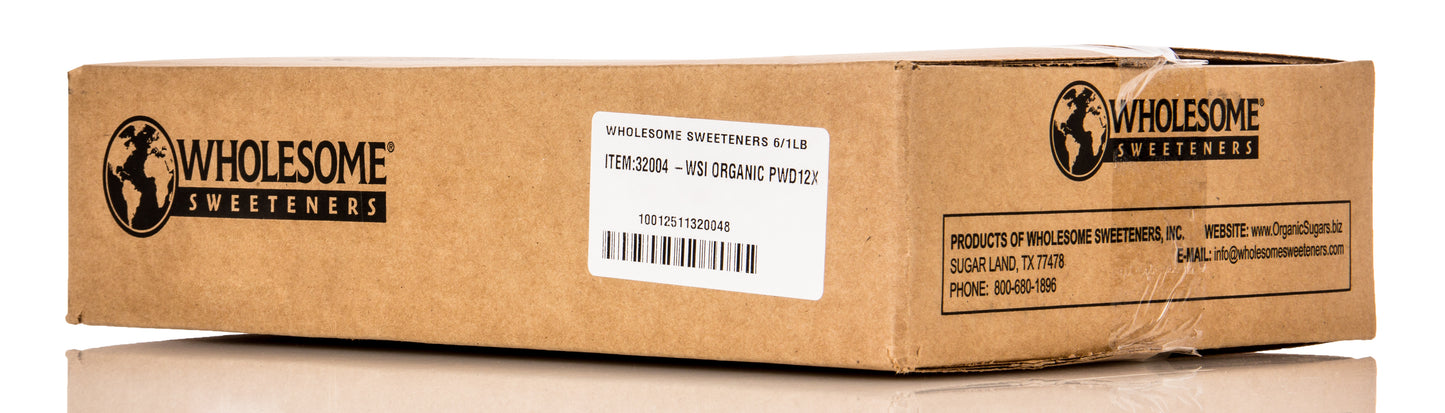 WHOLESOME®
SWEETENERS
WHOLESOME SWEETENERS 6/1LB
ITEM:32004 –WSI ORGANIC PWD12X
10012511320048
WHOLESOME®
SWEETENERS
PRODUCTS OF WHOLESOME SWEETENERS, INC. WEBSITE: www.OrganicSugars.biz
SUGAR LAND, TX 77478 E-MAIL: info@wholesomesweeteners.com
PHONE: 800-680-1896